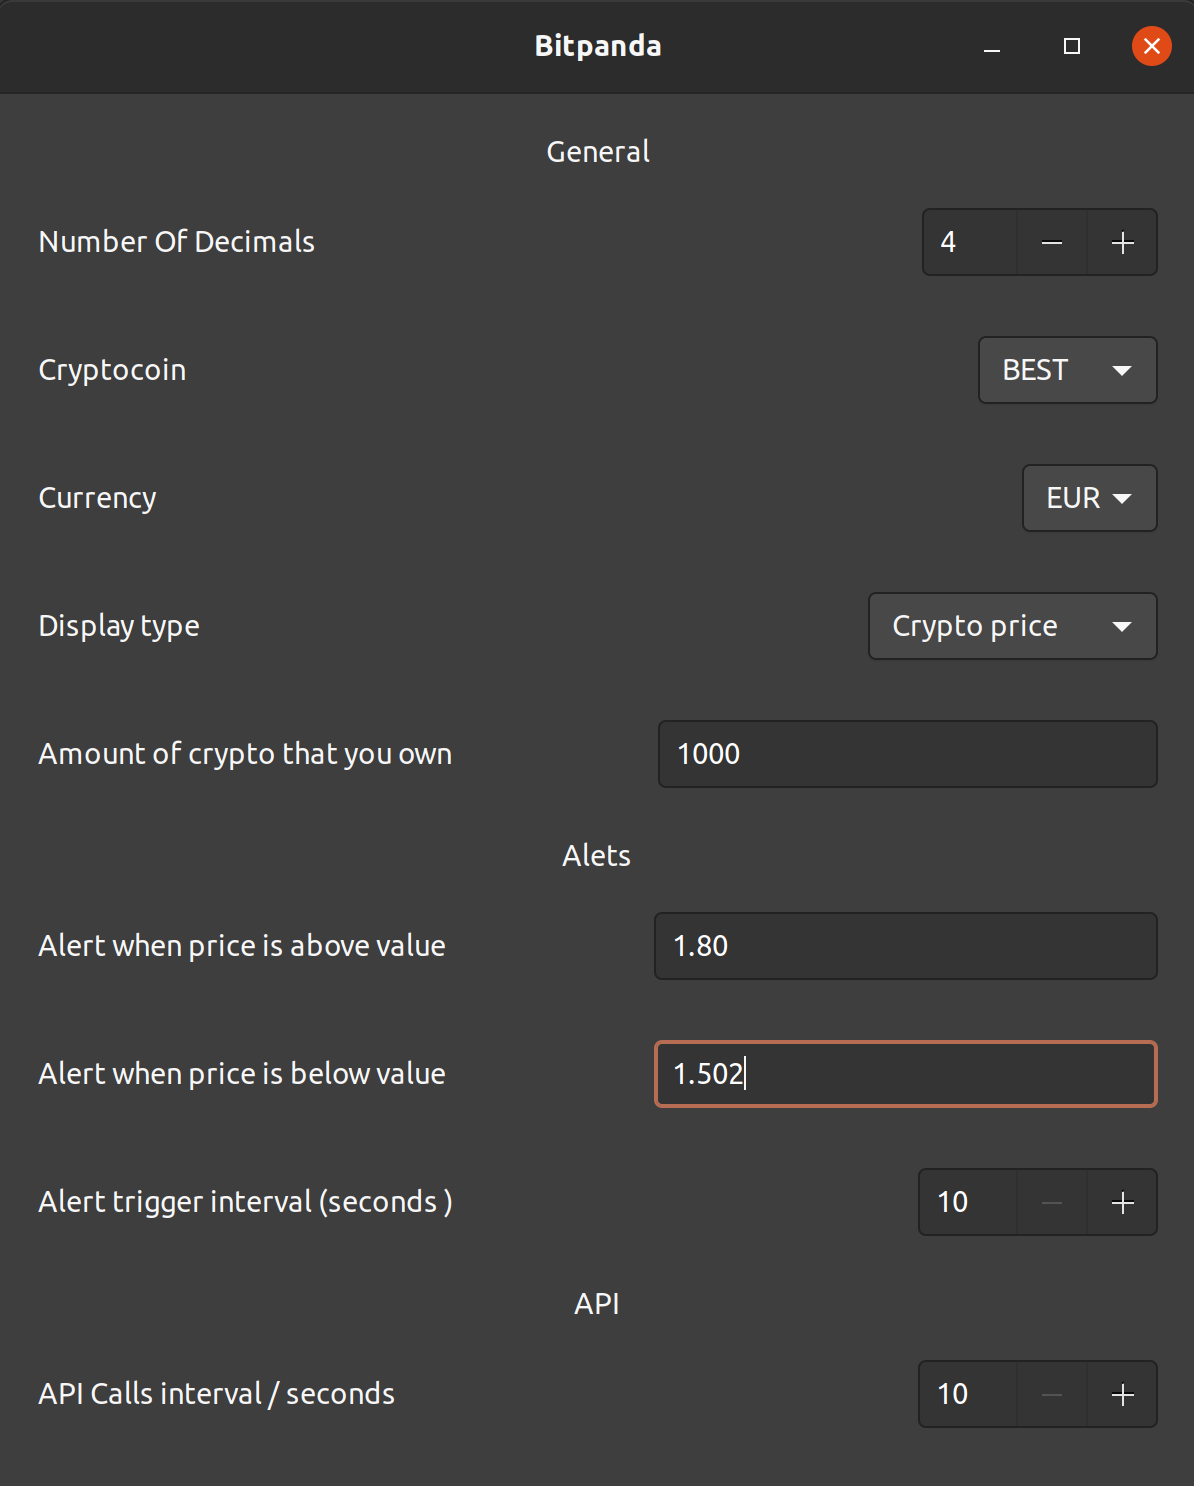 Bitpanda
General
Number Of Decimals 4
Cryptocoin BEST
Currency EUR
Display type Crypto price
Amount of crypto that you own 1000
Alets
Alert when price is above value 1.80
Alert when price is below value 1.502
Alert trigger interval (seconds ) 10
API
API Calls interval / seconds 10